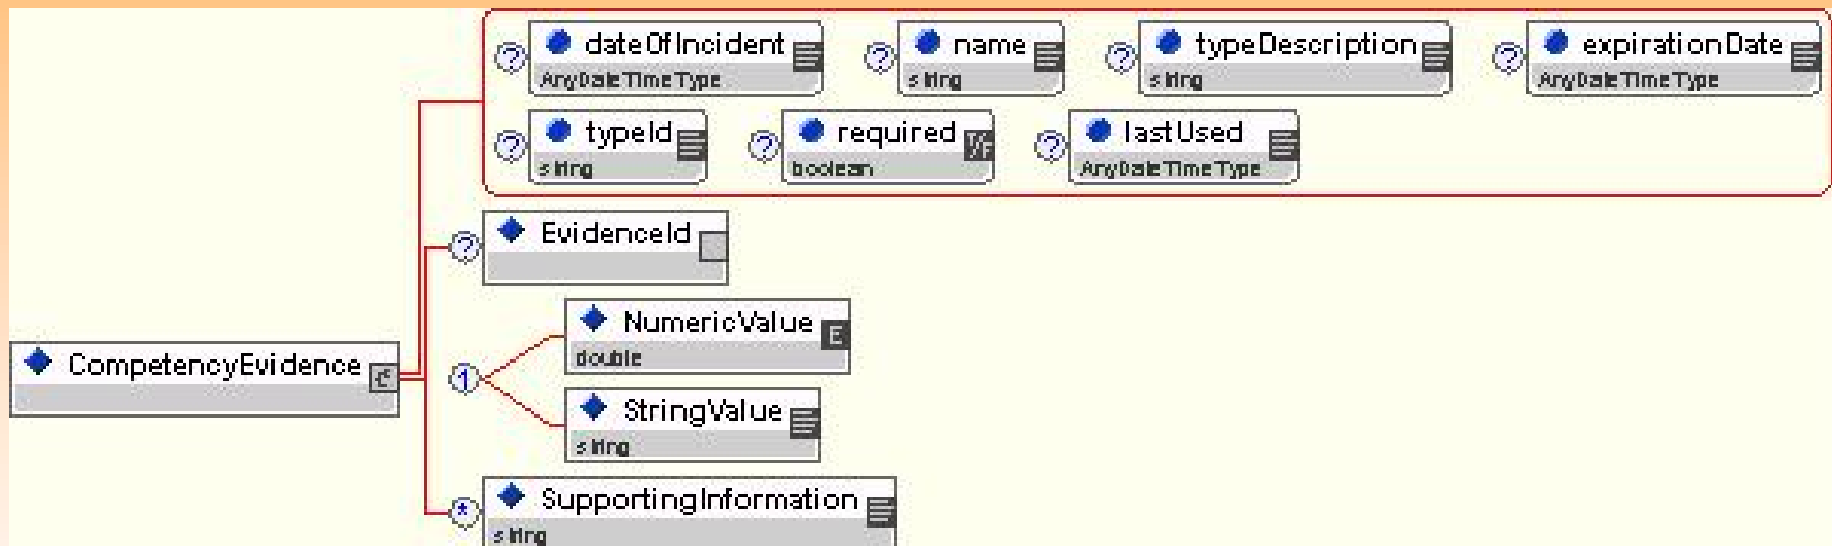 ? dateOfIncident ? name ? typeDescription ? expirationDate
AnyDateTimeType string string AnyDateTimeType
? typeId ? required T/F ? lastUsed
string boolean AnyDateTimeType
? EvidenceId
NumericValue E
double
CompetencyEvidence
1
StringValue
string
* SupportingInformation
string